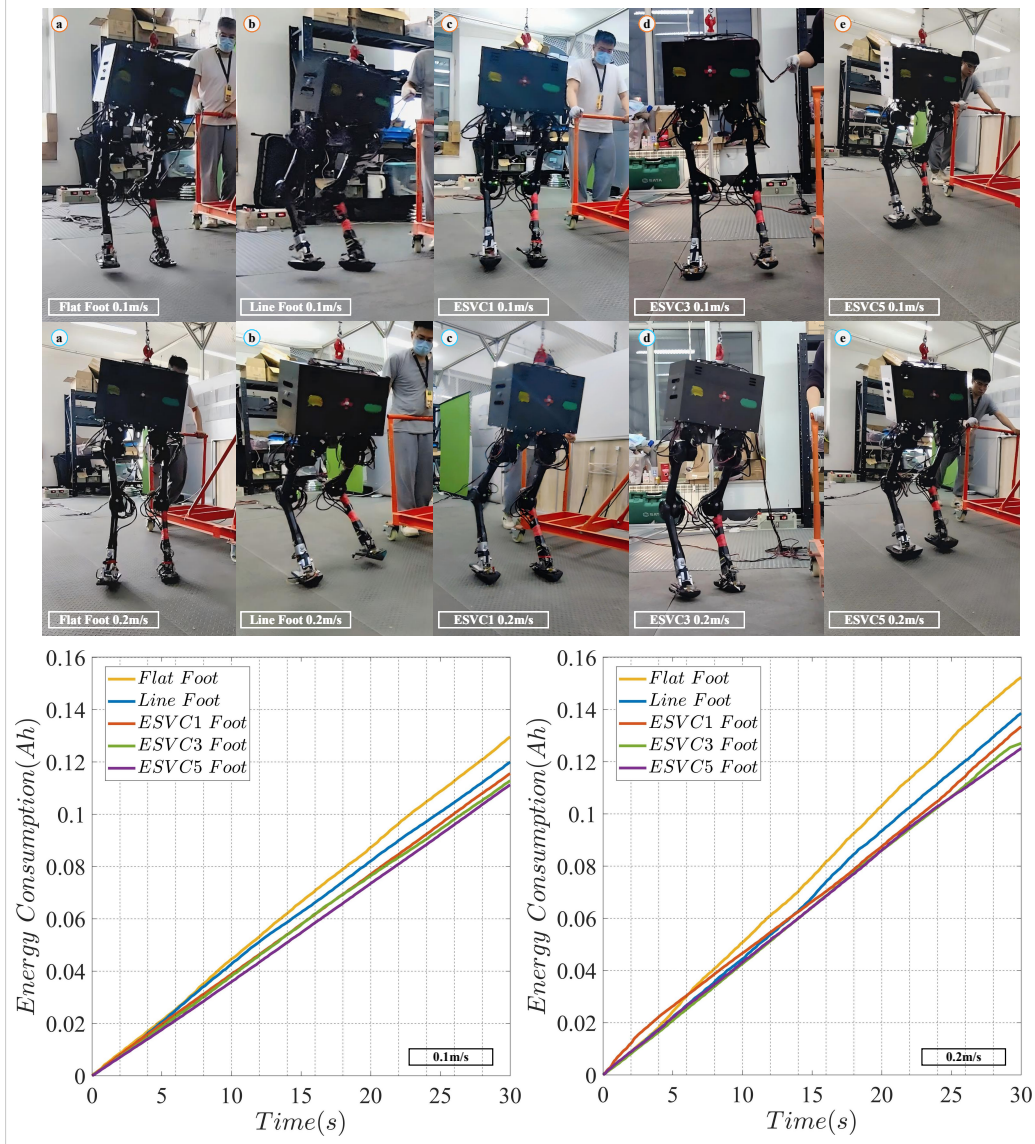 a
b
c
d
e
Flat Foot 0.1m/s
Line Foot 0.1m/s
ESVC1 0.1m/s
ESVC3 0.1m/s
ESVC5 0.1m/s
a
b
c
d
e
Flat Foot 0.2m/s
Line Foot 0.2m/s
ESVC1 0.2m/s
ESVC3 0.2m/s
ESVC5 0.2m/s
Energy Consumption(Ah)
0.16
0.14
0.12
0.1
0.08
0.06
0.04
0.02
0
Flat Foot
Line Foot
ESVC1 Foot
ESVC3 Foot
ESVC5 Foot
0.1m/s
0 5 10 15 20 25 30
Time(s)
Energy Consumption(Ah)
0.16
0.14
0.12
0.1
0.08
0.06
0.04
0.02
0
Flat Foot
Line Foot
ESVC1 Foot
ESVC3 Foot
ESVC5 Foot
0.2m/s
0 5 10 15 20 25 30
Time(s)